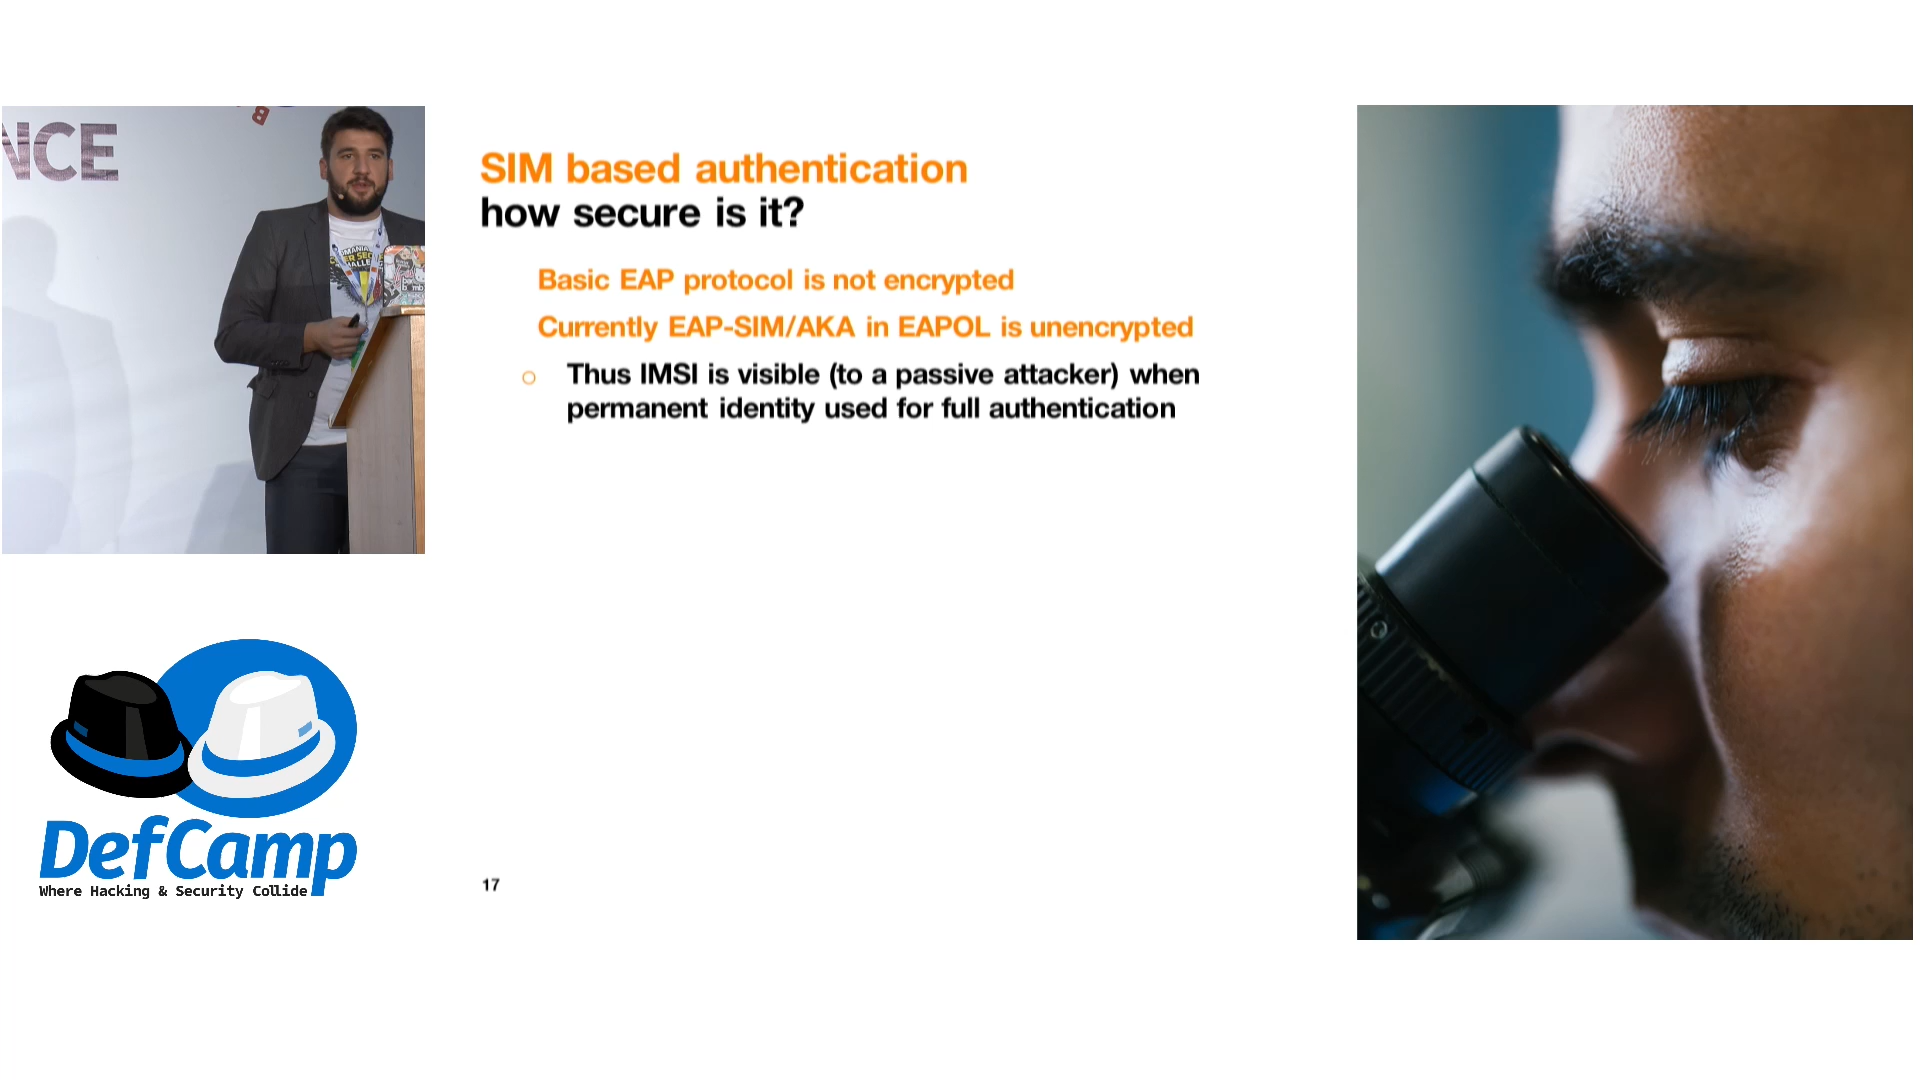 NCE
SIM based authentication
how secure is it?
Basic EAP protocol is not encrypted
Currently EAP-SIM/AKA in EAPOL is unencrypted
Thus IMSI is visible (to a passive attacker) when
permanent identity used for full authentication
DefCamp
Where Hacking & Security Collide
17